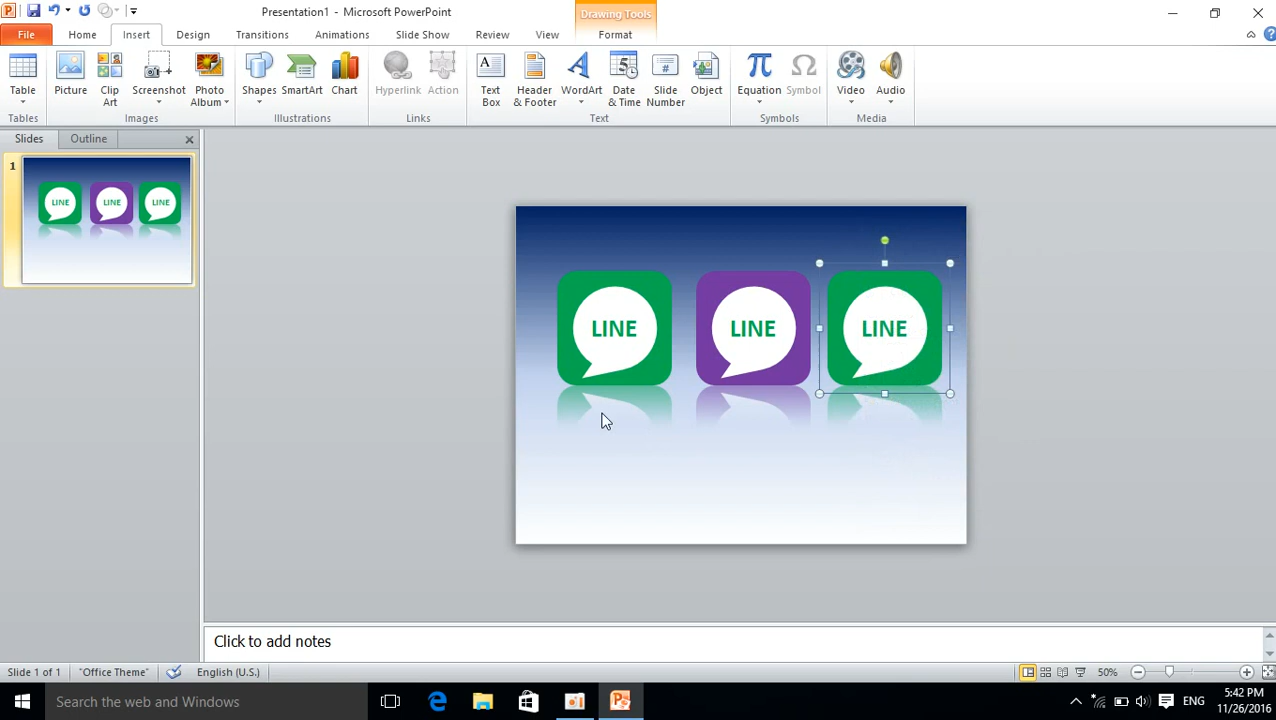 Presentation1 - Microsoft PowerPoint
Drawing Tools
File Home Insert Design Transitions Animations Slide Show Review View Format
Table
Picture
Clip Art
Screenshot
Photo Album
Shapes
SmartArt
Chart
Hyperlink
Action
Text Box
Header & Footer
WordArt
Date & Time
Slide Number
Object
Equation
Symbol
Video
Audio
Tables Images Illustrations Links Text Symbols Media
Slides Outline
1
LINE LINE LINE
LINE LINE LINE
Click to add notes
Slide 1 of 1 "Office Theme" English (U.S.) 50%
Search the web and Windows
ENG
5:42 PM
11/26/2016